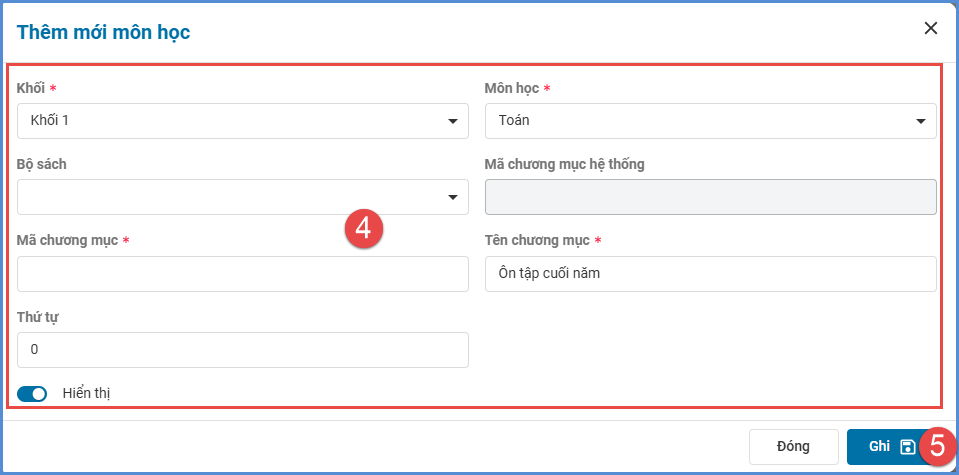 Thêm mới môn học
Khối *
Môn học *
Khối 1
Toán
Bộ sách
Mã chương mục hệ thống
4
Mã chương mục *
Tên chương mục *
Ôn tập cuối năm
Thứ tự
0
Hiển thị
Đóng
Ghi
5